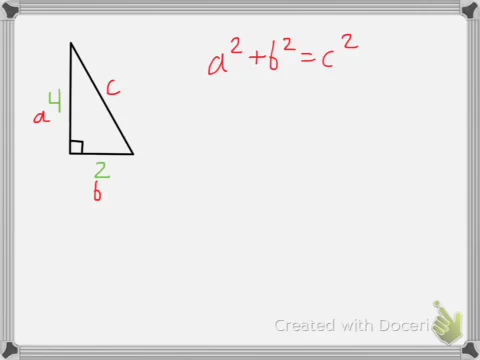 a² + b² = c²
4
a
c
2
b
Created with Doceri